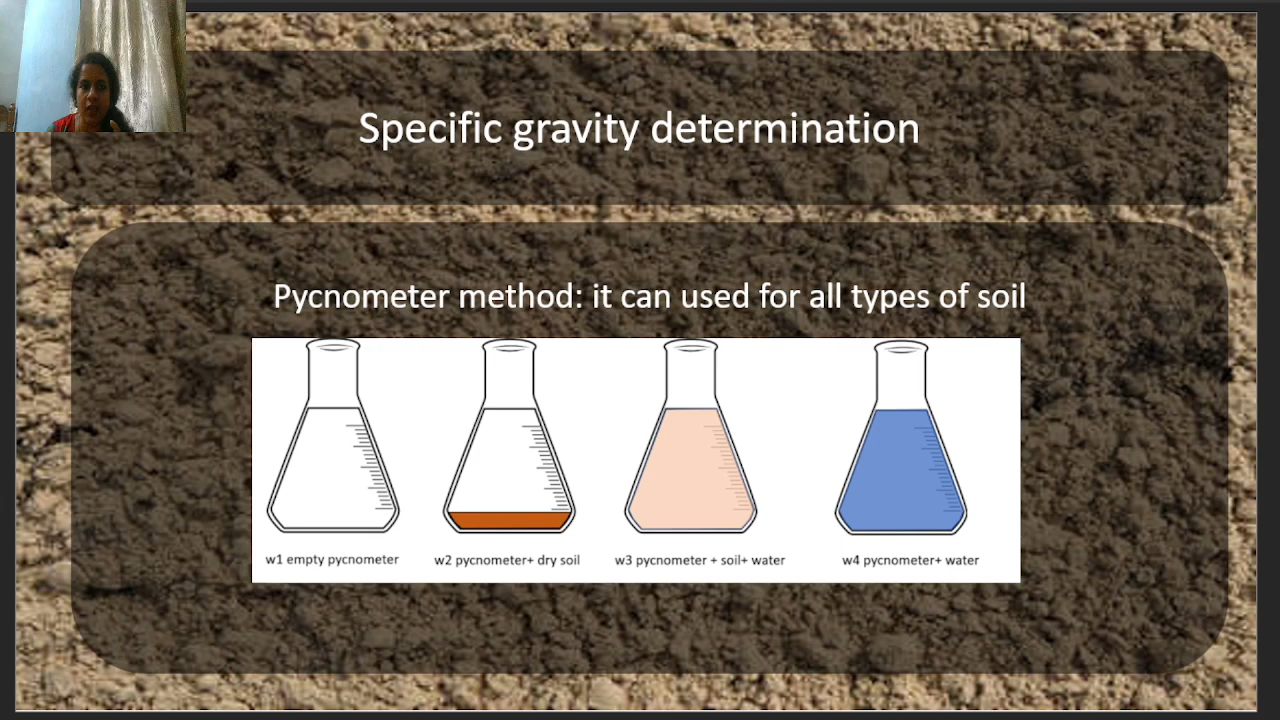 Specific gravity determination
Pycnometer method: it can used for all types of soil
w1 empty pycnometer
w2 pycnometer+ dry soil
w3 pycnometer + soil+ water
w4 pycnometer+ water